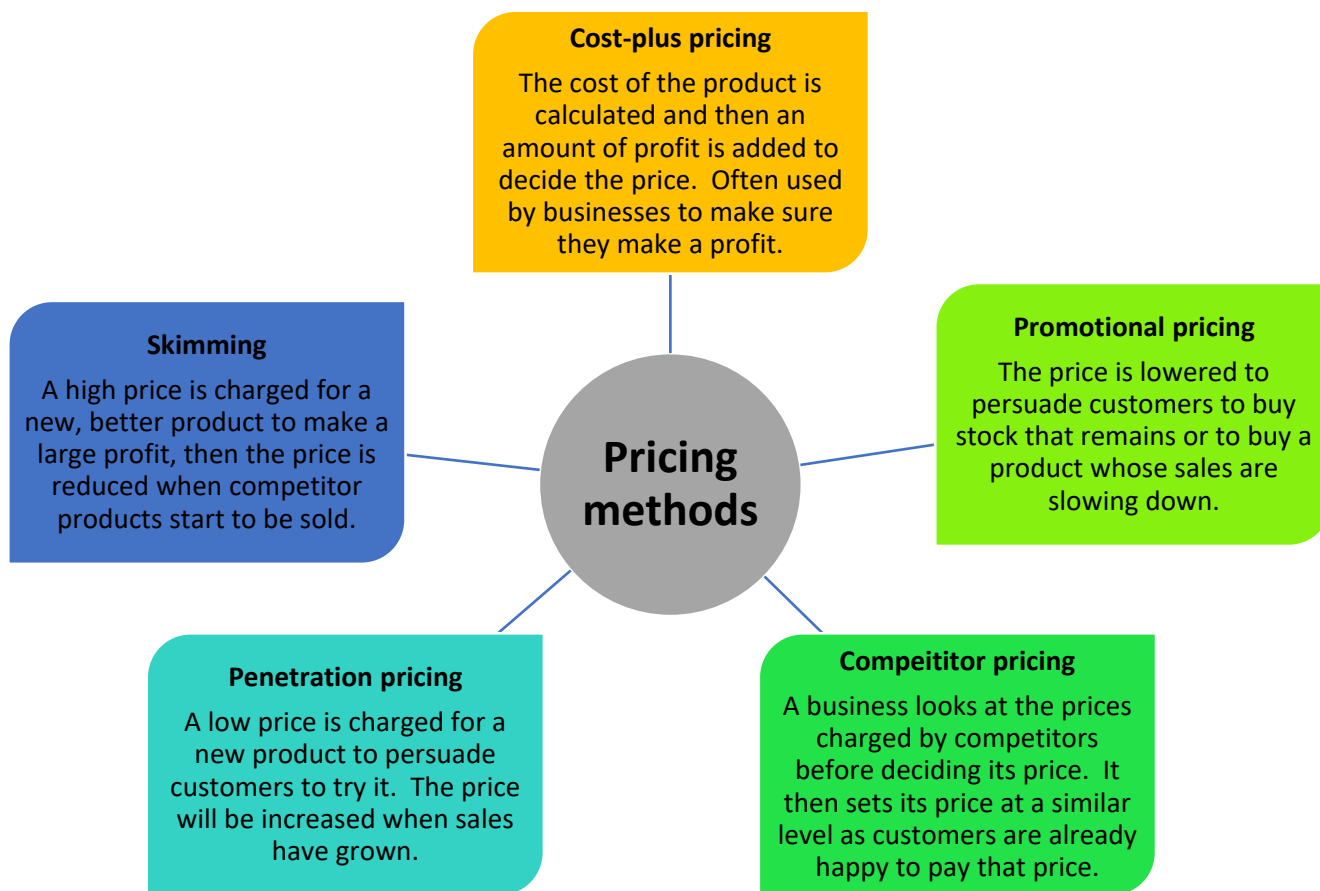 Cost-plus pricing
The cost of the product is
calculated and then an
amount of profit is added to
decide the price.  Often used
by businesses to make sure
they make a profit.
Promotional pricing
The price is lowered to
persuade customers to buy
stock that remains or to buy a
product whose sales are
slowing down.
Compeititor pricing
A business looks at the prices
charged by competitors
before deciding its price.  It
then sets its price at a similar
level as customers are already
happy to pay that price.
Penetration pricing
A low price is charged for a
new product to persuade
customers to try it.  The price
will be increased when sales
have grown.
Skimming
A high price is charged for a
new, better product to make a
large profit, then the price is
reduced when competitor
products start to be sold.
Pricing
methods